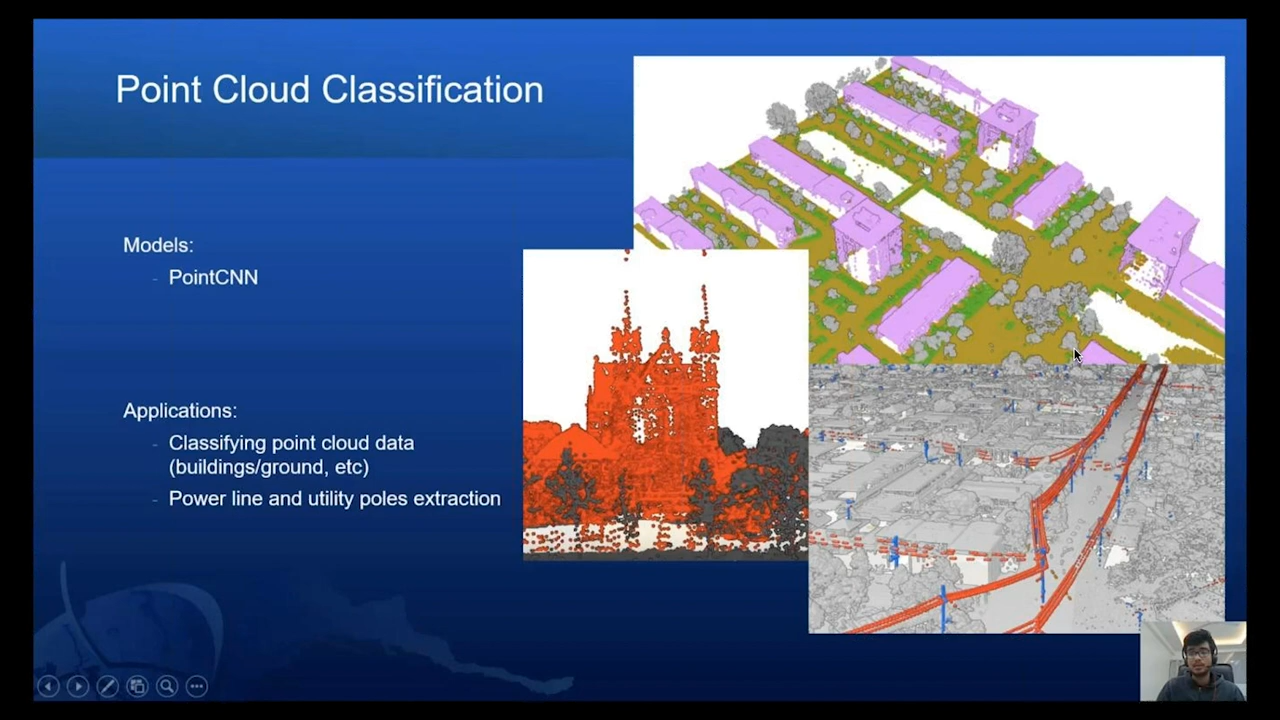 Point Cloud Classification
Models:
- PointCNN
Applications:
- Classifying point cloud data
(buildings/ground, etc)
- Power line and utility poles extraction